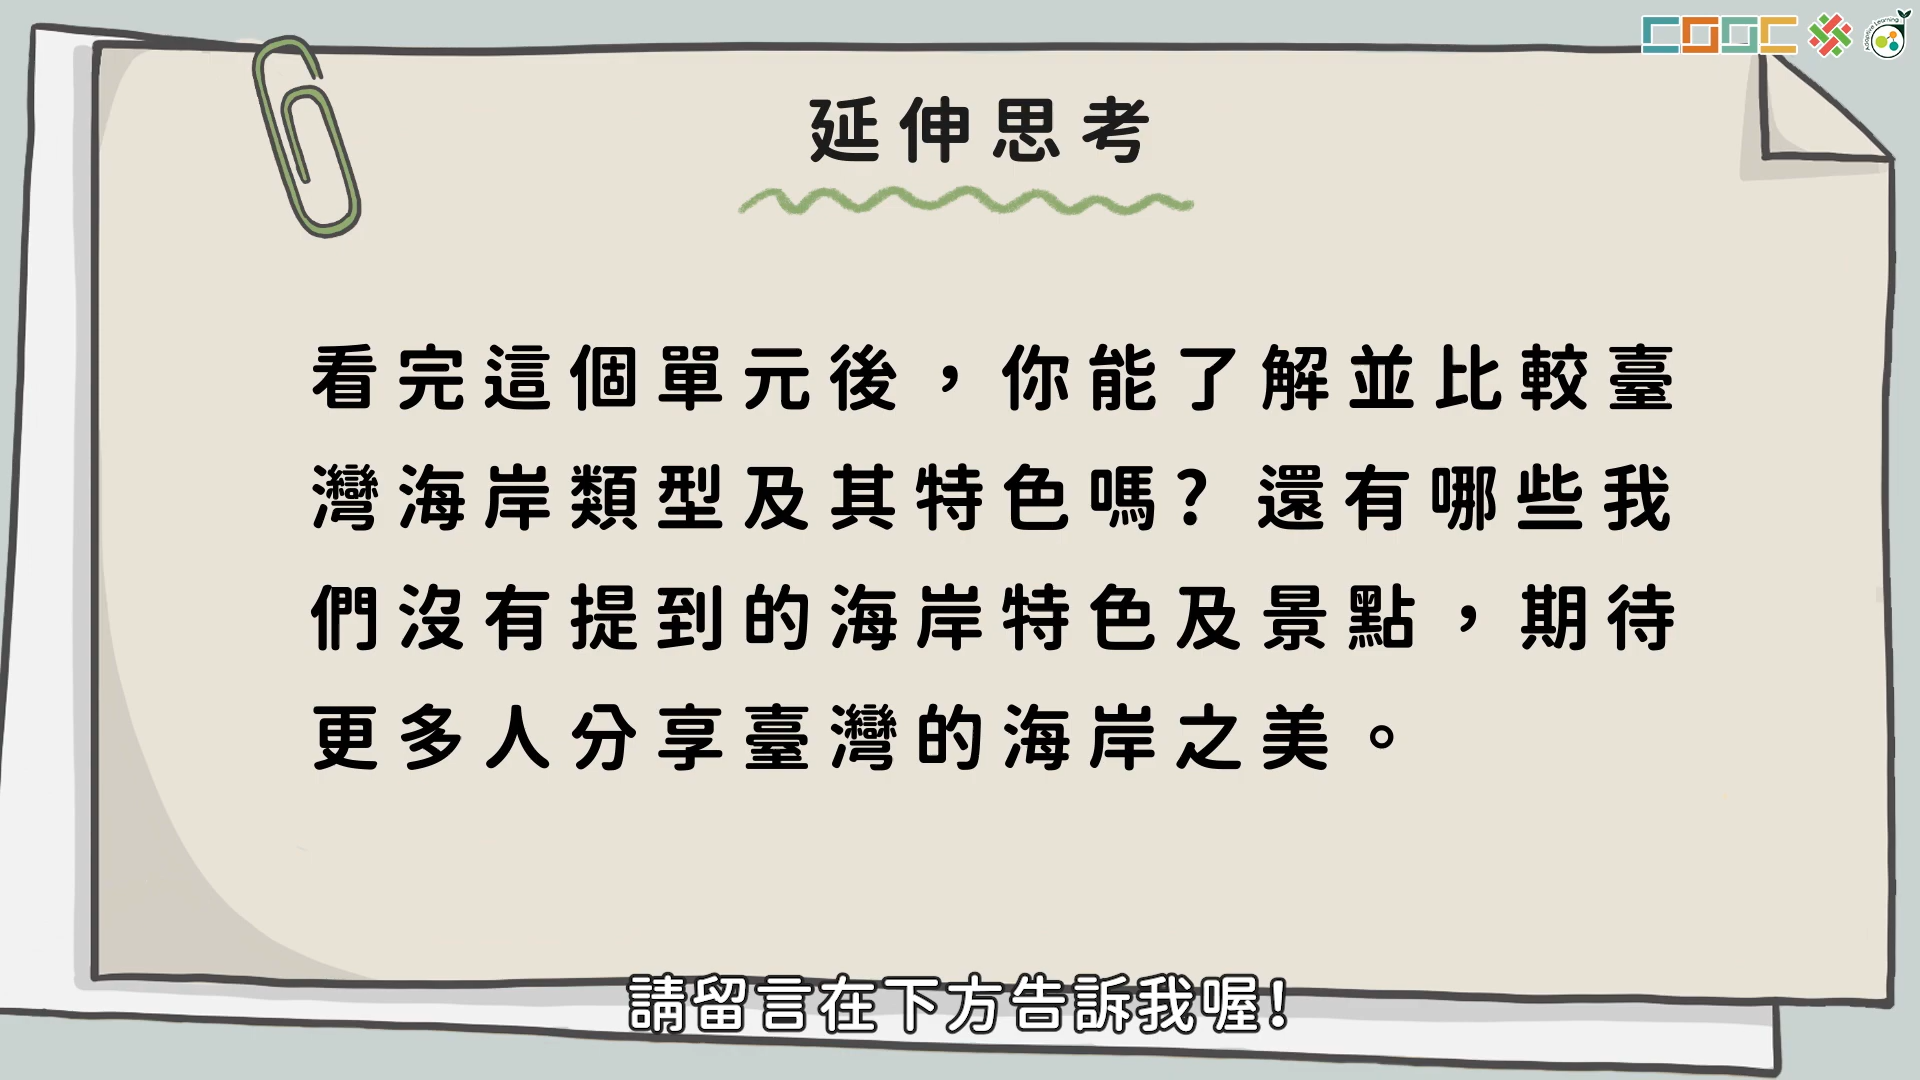 COOC
Adaptive Learning
延伸思考
看完這個單元後，你能了解並比較臺
灣海岸類型及其特色嗎? 還有哪些我
們沒有提到的海岸特色及景點，期待
更多人分享臺灣的海岸之美。
請留言在下方告訴我喔!